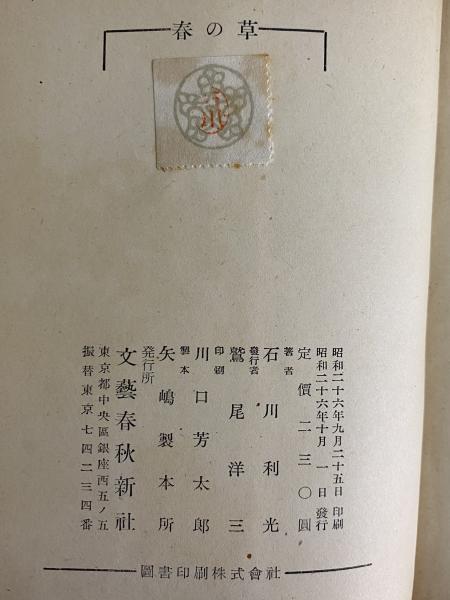 春の草
昭和二十六年九月二十五日 印刷
昭和二十六年十月一日 發行
定價二三〇圓
著者 石川利光
發行者 鷲尾洋三
印刷 川口芳太郎
製本 矢嶋製本所
発行所 文藝春秋新社
東京都中央區銀座西五ノ五
振替東京七四二三四番
圖書印刷株式會社